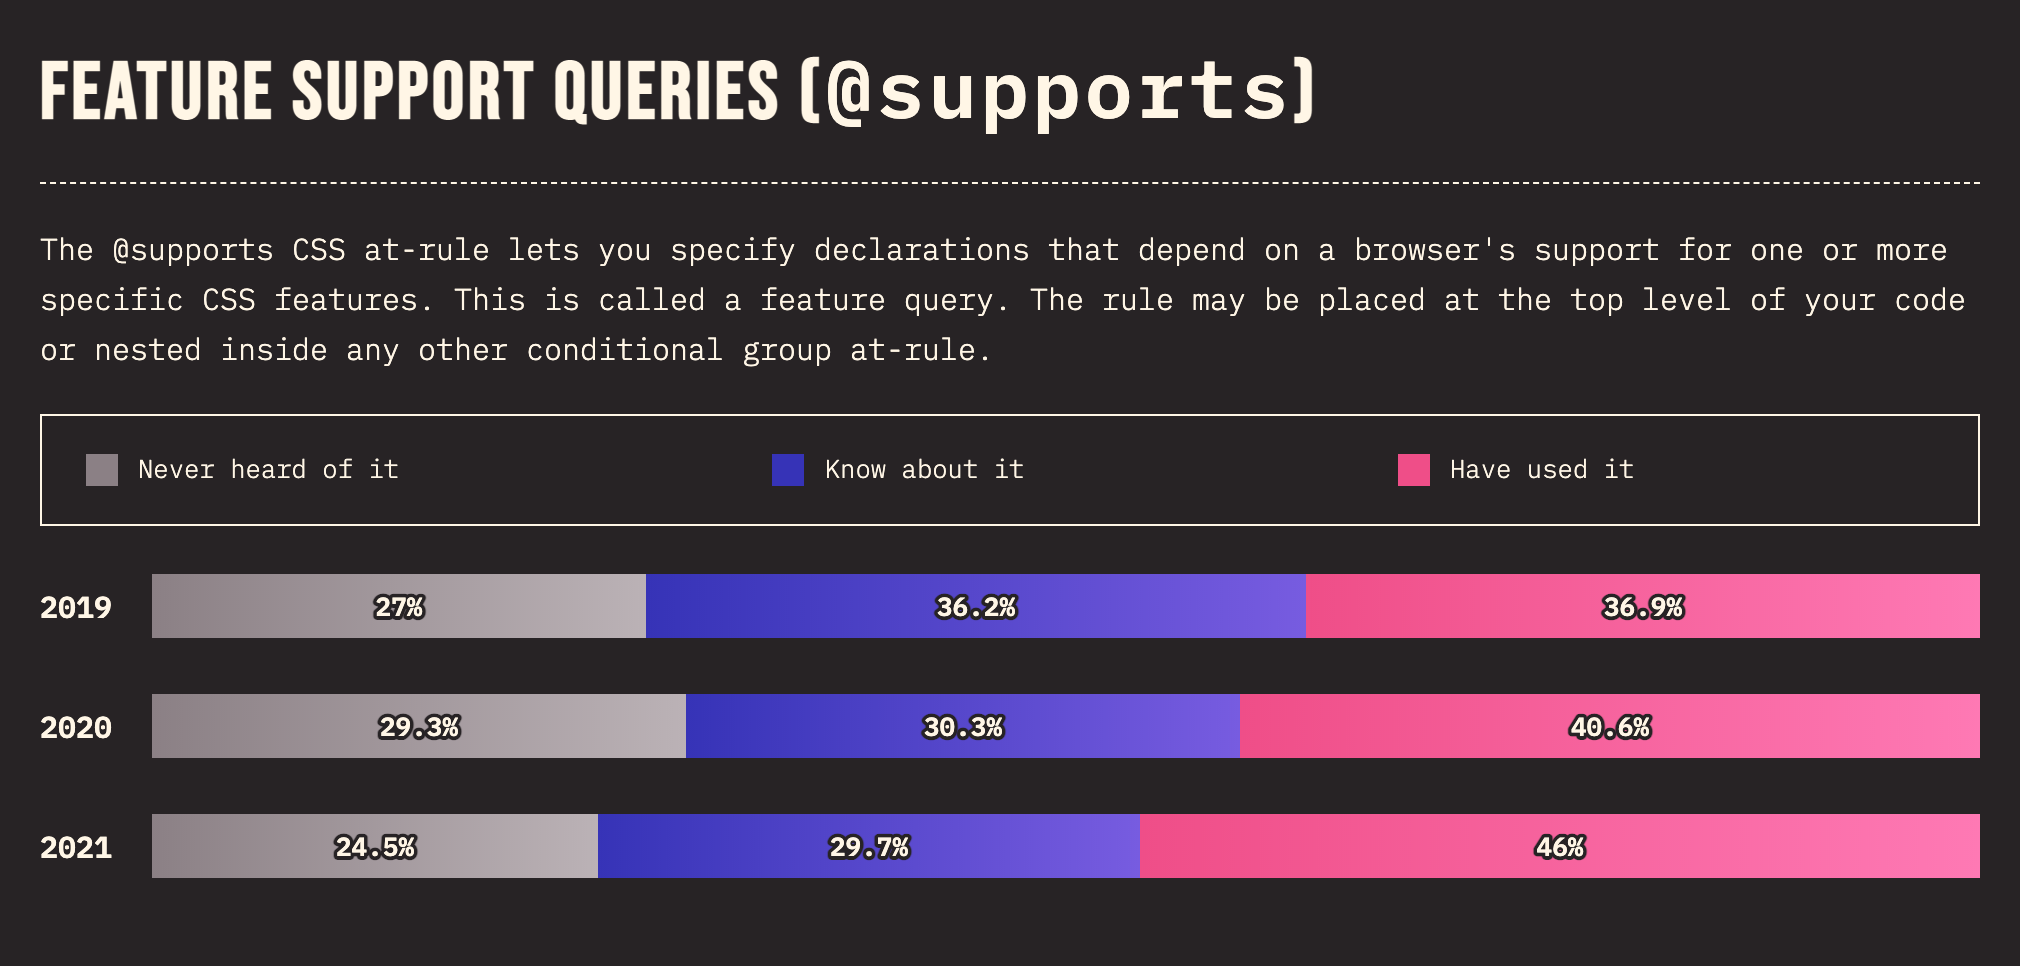 FEATURE SUPPORT QUERIES (@supports)
The @supports CSS at-rule lets you specify declarations that depend on a browser's support for one or more
specific CSS features. This is called a feature query. The rule may be placed at the top level of your code
or nested inside any other conditional group at-rule.
Never heard of it Know about it Have used it
2019 27% 36.2% 36.9%
2020 29.3% 30.3% 40.6%
2021 24.5% 29.7% 46%